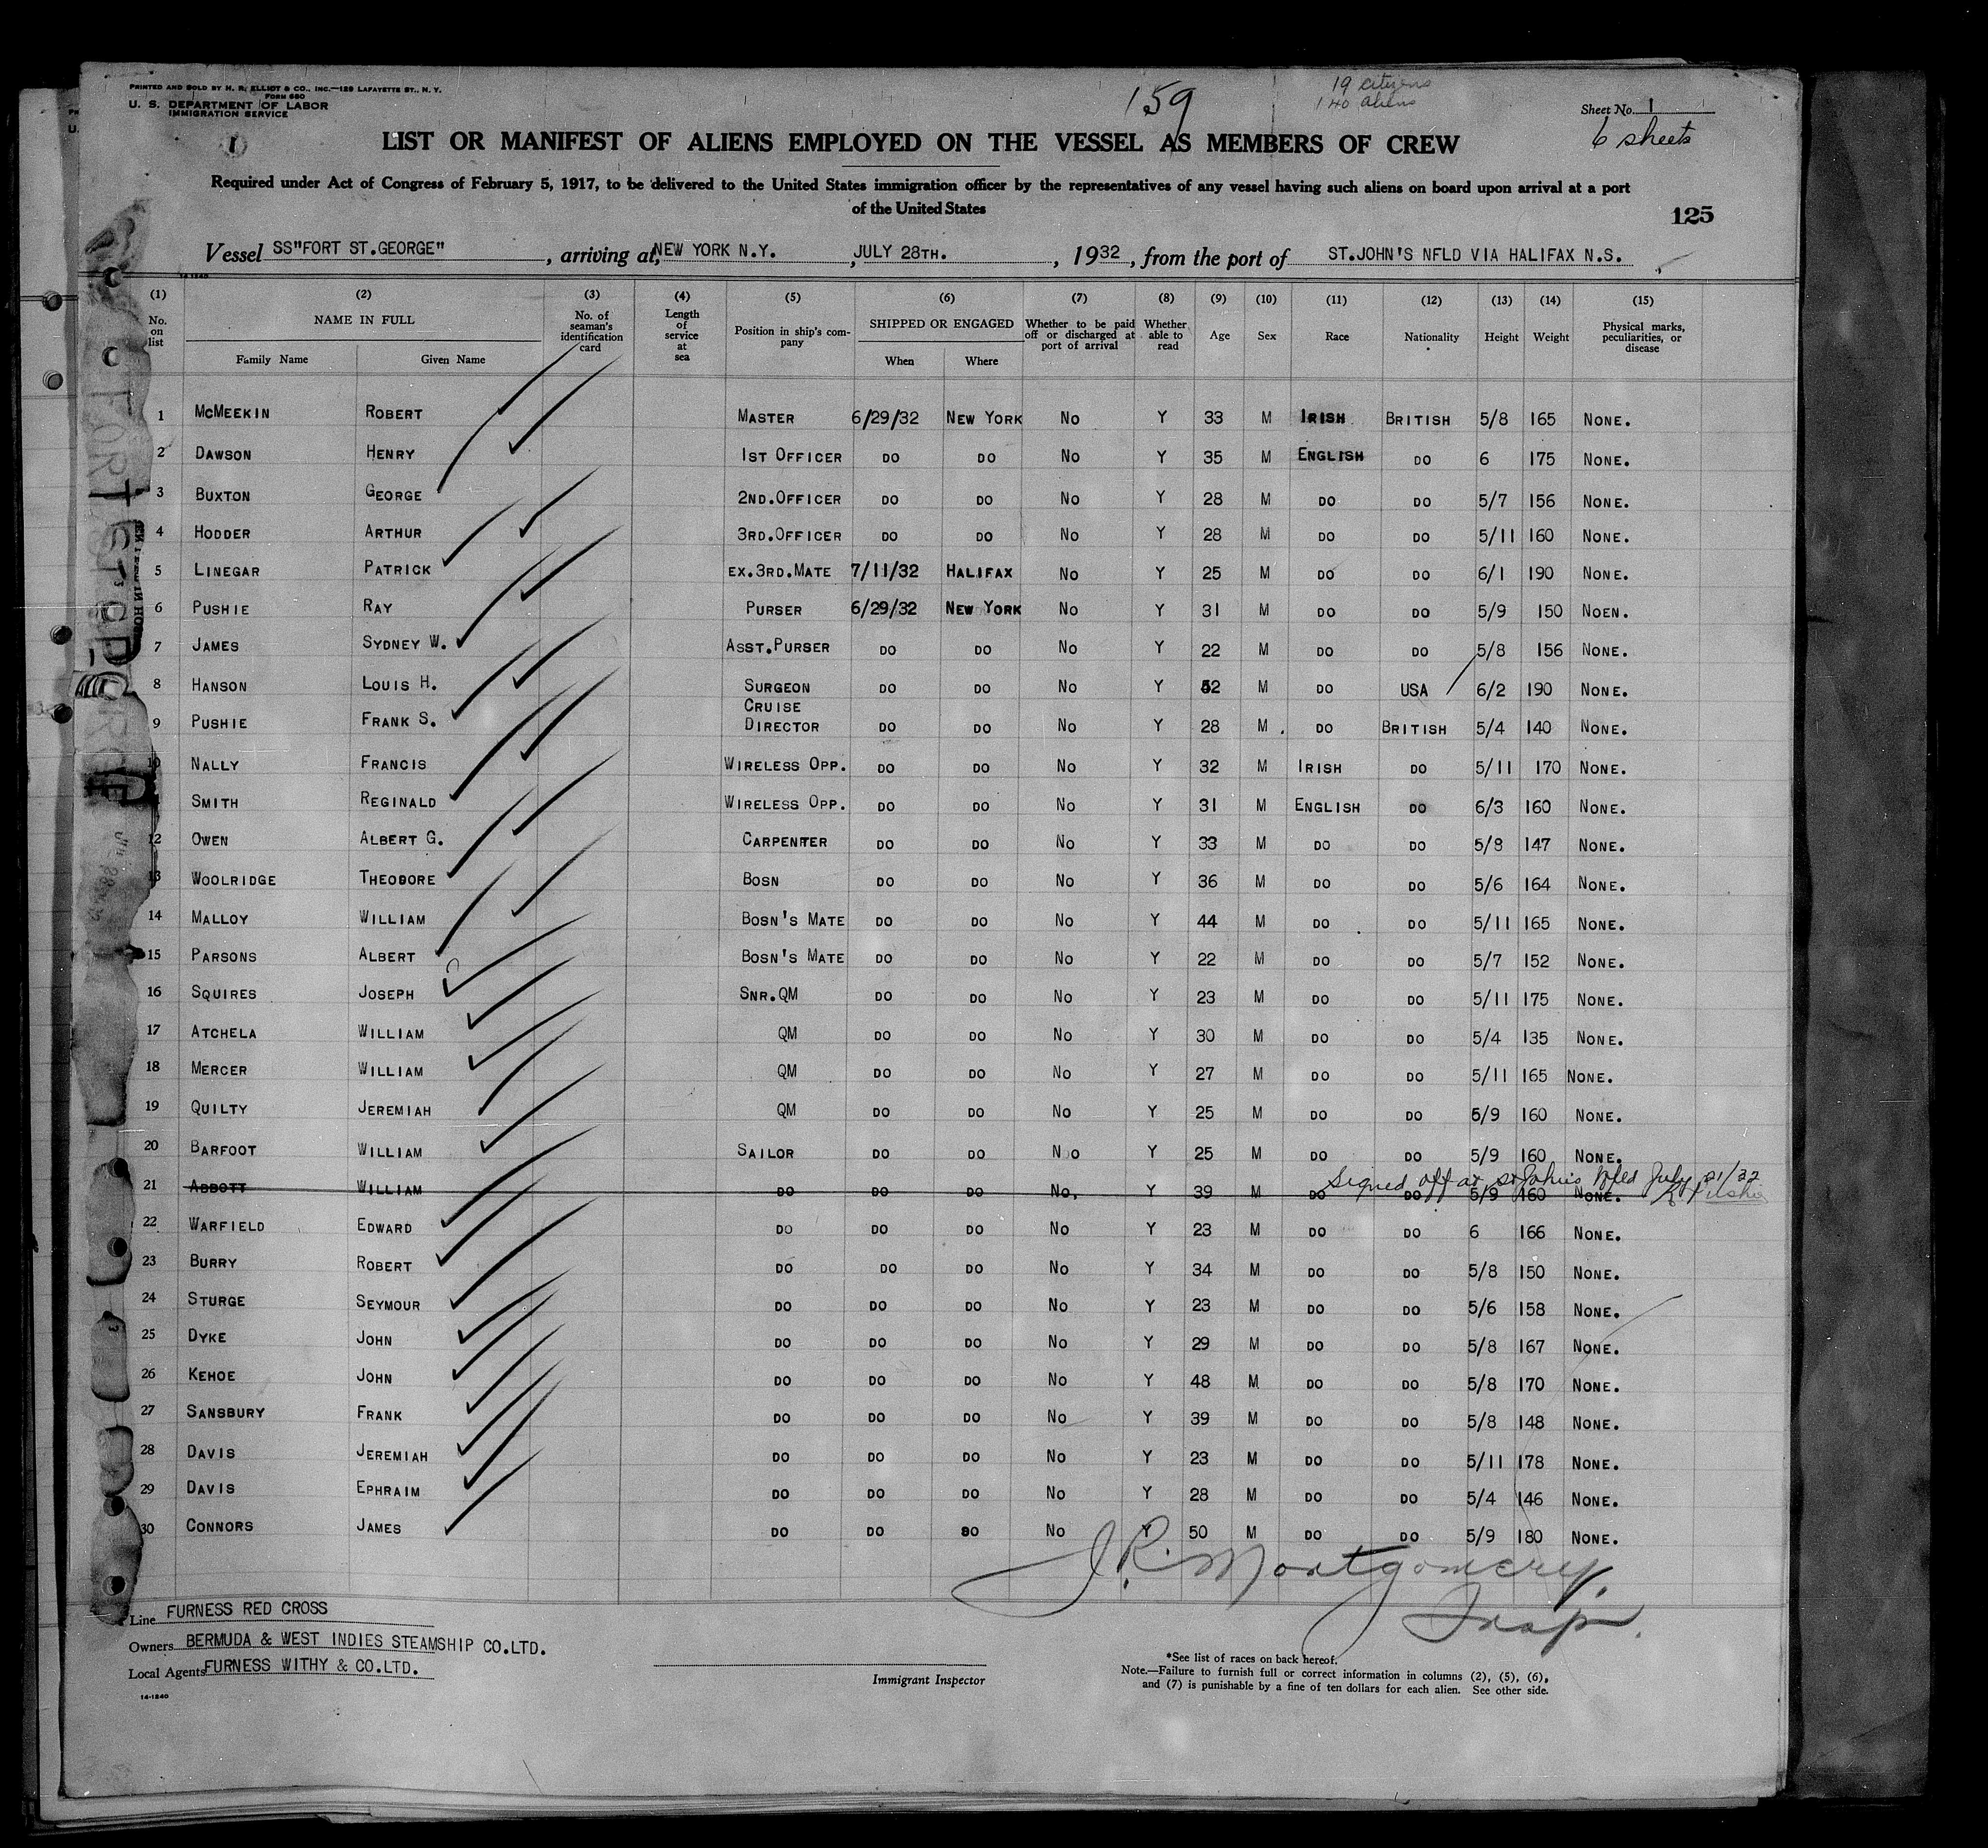 PRINTED AND SOLD BY H. R. ELLIOT & CO., INC.—129 LAFAYETTE ST., N. Y.
FORM 680
U. S. DEPARTMENT OF LABOR
IMMIGRATION SERVICE
1
159
19 citizens
140 aliens
Sheet No. 1
6 sheets
LIST OR MANIFEST OF ALIENS EMPLOYED ON THE VESSEL AS MEMBERS OF CREW
Required under Act of Congress of February 5, 1917, to be delivered to the United States immigration officer by the representatives of any vessel having such aliens on board upon arrival at a port
of the United States
125
Vessel SS"FORT ST.GEORGE", arriving at, NEW YORK N.Y., JULY 28TH., 1932, from the port of ST.JOHN'S NFLD VIA HALIFAX N.S.
14-1240
(1) (2) (3) (4) (5) (6) (7) (8) (9) (10) (11) (12) (13) (14) (15)
No. on list NAME IN FULL Family Name Given Name No. of seaman's identification card Length of service at sea Position in ship's company SHIPPED OR ENGAGED When Where Whether to be paid off or discharged at port of arrival Whether able to read Age Sex Race Nationality Height Weight Physical marks, peculiarities, or disease
1 McMEEKIN ROBERT MASTER 6/29/32 NEW YORK NO Y 33 M IRISH BRITISH 5/8 165 NONE.
2 DAWSON HENRY 1ST OFFICER DO DO NO Y 35 M ENGLISH DO 6 175 NONE.
3 BUXTON GEORGE 2ND.OFFICER DO DO NO Y 28 M DO DO 5/7 156 NONE.
4 HODDER ARTHUR 3RD.OFFICER DO DO NO Y 28 M DO DO 5/11 160 NONE.
5 LINEGAR PATRICK EX.3RD.MATE 7/11/32 HALIFAX NO Y 25 M DO DO 6/1 190 NONE.
6 PUSHIE RAY PURSER 6/29/32 NEW YORK NO Y 31 M DO DO 5/9 150 NOEN.
7 JAMES SYDNEY W. ASST.PURSER DO DO NO Y 22 M DO DO 5/8 156 NONE.
8 HANSON LOUIS H. SURGEON DO DO NO Y 52 M DO USA 6/2 190 NONE.
9 PUSHIE FRANK S. CRUISE DIRECTOR DO DO NO Y 28 M . DO BRITISH 5/4 140 NONE.
10 NALLY FRANCIS WIRELESS OPP. DO DO NO Y 32 M IRISH DO 5/11 170 NONE.
SMITH REGINALD WIRELESS OPP. DO DO NO Y 31 M ENGLISH DO 6/3 160 NONE.
12 OWEN ALBERT G. CARPENTER DO DO NO Y 33 M DO DO 5/8 147 NONE.
13 WOOLRIDGE THEODORE BOSN DO DO NO Y 36 M DO DO 5/6 164 NONE.
14 MALLOY WILLIAM BOSN'S MATE DO DO NO Y 44 M DO DO 5/11 165 NONE.
15 PARSONS ALBERT BOSN'S MATE DO DO NO Y 22 M DO DO 5/7 152 NONE.
16 SQUIRES JOSEPH SNR.QM DO DO NO Y 23 M DO DO 5/11 175 NONE.
17 ATCHELA WILLIAM QM DO DO NO Y 30 M DO DO 5/4 135 NONE.
18 MERCER WILLIAM QM DO DO NO Y 27 M DO DO 5/11 165 NONE.
19 QUILTY JEREMIAH QM DO DO NO Y 25 M DO DO 5/9 160 NONE.
20 BARFOOT WILLIAM SAILOR DO DO NO Y 25 M DO DO 5/9 160 NONE.
Signed off at St Johns Nfld July 21/32
21 ABBOTT WILLIAM DO DO DO NO. Y 39 M DO DO 5/9 160 NONE. R Pushie
22 WARFIELD EDWARD DO DO DO NO Y 23 M DO DO 6 166 NONE.
23 BURRY ROBERT DO DO DO NO Y 34 M DO DO 5/8 150 NONE.
24 STURGE SEYMOUR DO DO DO NO Y 23 M DO DO 5/6 158 NONE.
25 DYKE JOHN DO DO DO NO Y 29 M DO DO 5/8 167 NONE.
26 KEHOE JOHN DO DO DO NO Y 48 M DO DO 5/8 170 NONE.
27 SANSBURY FRANK DO DO DO NO Y 39 M DO DO 5/8 148 NONE.
28 DAVIS JEREMIAH DO DO DO NO Y 23 M DO DO 5/11 178 NONE.
29 DAVIS EPHRAIM DO DO DO NO Y 28 M DO DO 5/4 146 NONE.
30 CONNORS JAMES DO DO DO NO Y 50 M DO DO 5/9 180 NONE.
J.R. Montgomery.
Insp.
Line FURNESS RED CROSS
Owners BERMUDA & WEST INDIES STEAMSHIP CO.LTD.
Local Agents FURNESS WITHY & CO.LTD.
14-1240
Immigrant Inspector
*See list of races on back hereof.
Note.—Failure to furnish full or correct information in columns (2), (5), (6),
and (7) is punishable by a fine of ten dollars for each alien. See other side.
FORT ST GEORGE